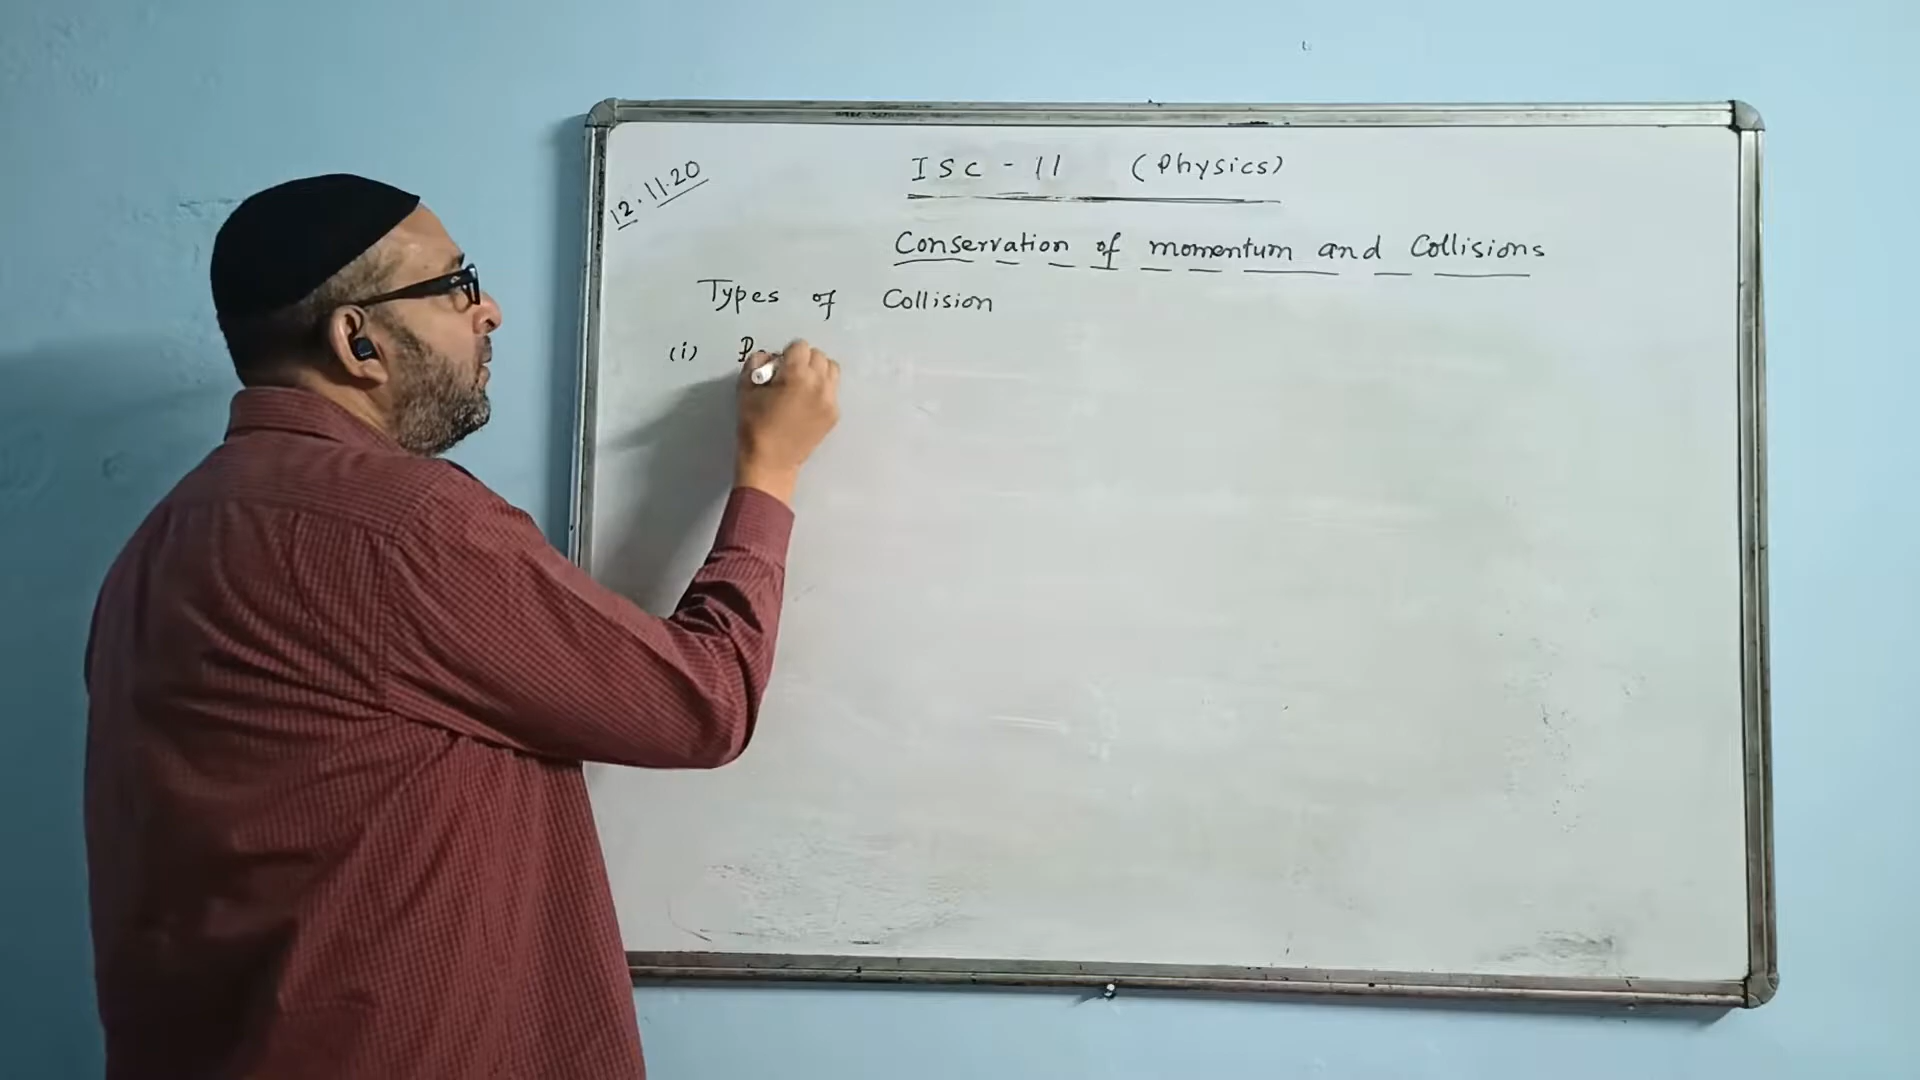 12.11.20
ISC - 11 (Physics)
Conservation of momentum and Collisions
Types of Collision
(i)